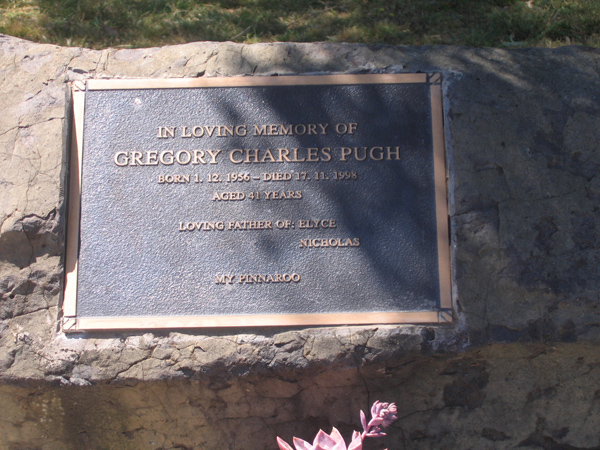 IN LOVING MEMORY OF
GREGORY CHARLES PUGH
BORN 1. 12. 1956 – DIED 17. 11. 1998
AGED 41 YEARS
LOVING FATHER OF: ELYCE
NICHOLAS
MY PINNAROO